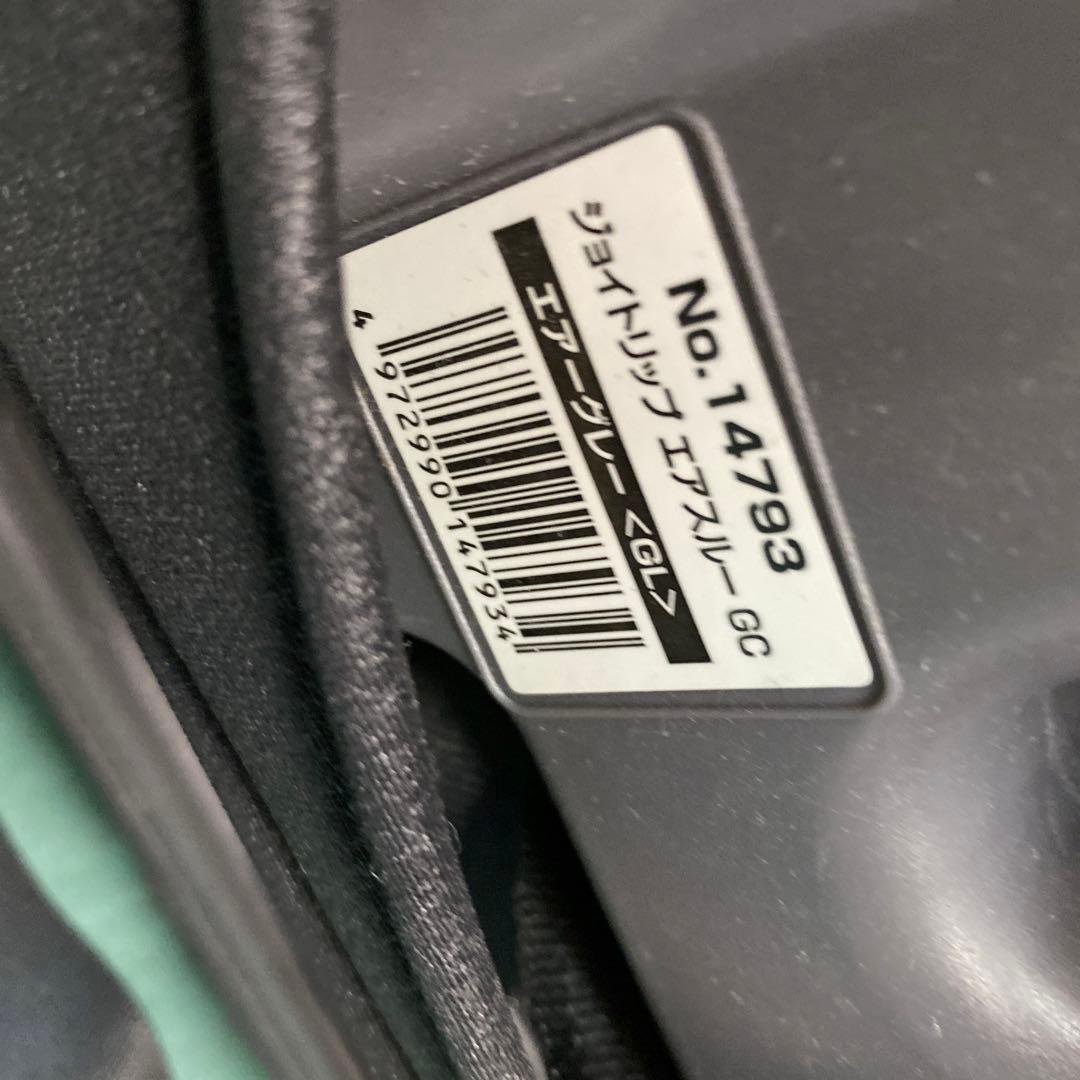 No.14793
ジョイトリップ エアスルー GC
エアーグレー<GL>
4 972990 147934